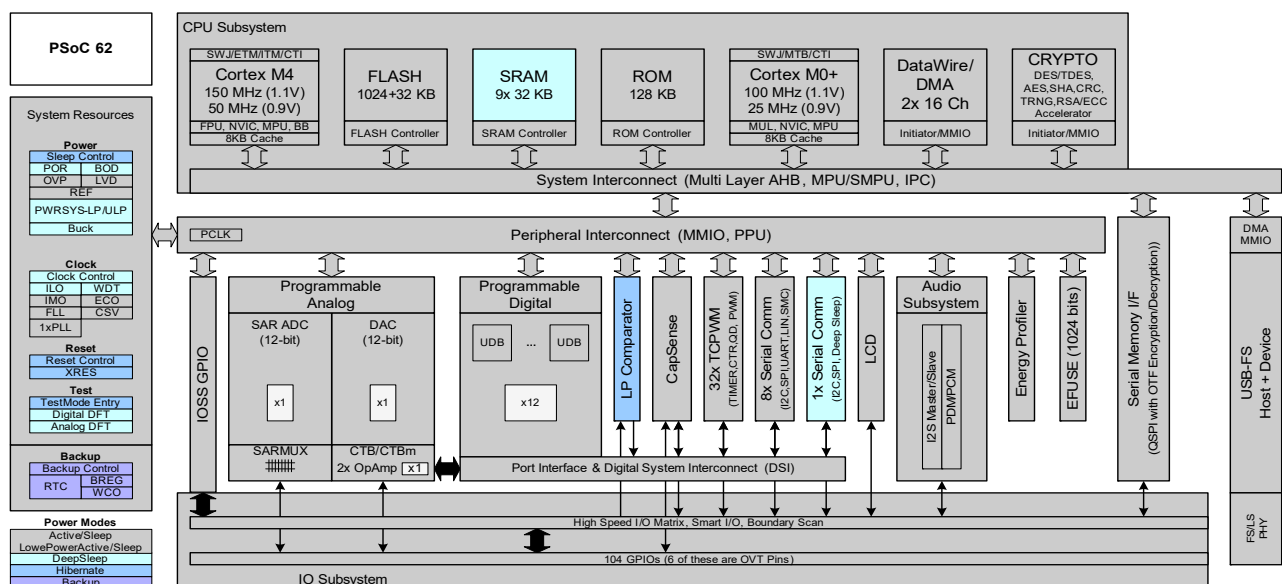 PSoC 62
System Resources
Power
Sleep Control
POR BOD
OVP LVD
REF
PWRSYS-LP/ULP
Buck
Clock
Clock Control
ILO WDT
IMO ECO
FLL CSV
1xPLL
Reset
Reset Control
XRES
Test
TestMode Entry
Digital DFT
Analog DFT
Backup
Backup Control
RTC BREG
WCO
Power Modes
Active/Sleep
LowePowerActive/Sleep
DeepSleep
Hibernate
Backup
CPU Subsystem
SWJ/ETM/ITM/CTI
Cortex M4
150 MHz (1.1V)
50 MHz (0.9V)
FPU, NVIC, MPU, BB
8KB Cache
FLASH
1024+32 KB
FLASH Controller
SRAM
9x 32 KB
SRAM Controller
ROM
128 KB
ROM Controller
SWJ/MTB/CTI
Cortex M0+
100 MHz (1.1V)
25 MHz (0.9V)
MUL, NVIC, MPU
8KB Cache
DataWire/
DMA
2x 16 Ch
Initiator/MMIO
CRYPTO
DES/TDES,
AES,SHA,CRC,
TRNG,RSA/ECC
Accelerator
Initiator/MMIO
System Interconnect (Multi Layer AHB, MPU/SMPU, IPC)
PCLK
Peripheral Interconnect (MMIO, PPU)
IOSS GPIO
Programmable
Analog
SAR ADC
(12-bit)
x1
SARMUX
DAC
(12-bit)
x1
CTB/CTBm
2x OpAmp x1
Programmable
Digital
UDB ... UDB
x12
LP Comparator
CapSense
32x TCPWM
(TIMER,CTR,QD, PWM)
8x Serial Comm
(I2C,SPI,UART,LIN,SMC)
1x Serial Comm
(I2C,SPI, Deep Sleep)
LCD
Audio
Subsystem
I2S Master/Slave
PDM/PCM
Energy Profiler
EFUSE (1024 bits)
Serial Memory I/F
(QSPI with OTF Encryption/Decryption))
DMA
MMIO
USB-FS
Host + Device
FS/LS
PHY
Port Interface & Digital System Interconnect (DSI)
High Speed I/O Matrix, Smart I/O, Boundary Scan
104 GPIOs (6 of these are OVT Pins)
IO Subsystem